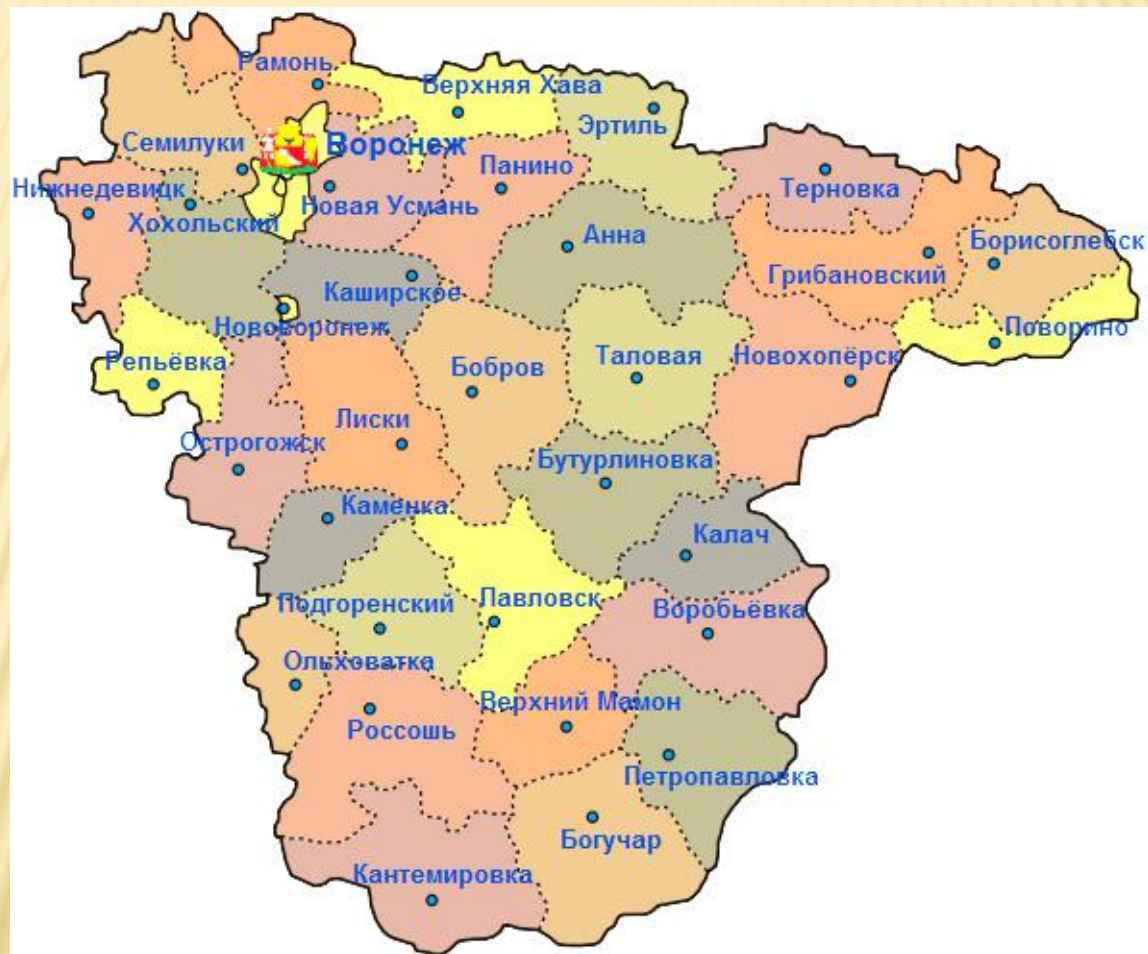 Рамонь
Верхняя Хава
Эртиль
Семилуки
Воронеж
Панино
Терновка
Нижнедевицк
Хохольский
Новая Усмань
Анна
Борисоглебск
Грибановский
Каширское
Нововоронеж
Поворино
Репьёвка
Бобров
Таловая
Новохопёрск
Лиски
Острогожск
Бутурлиновка
Каменка
Калач
Подгоренский
Павловск
Воробьёвка
Ольховатка
Верхний Мамон
Россошь
Петропавловка
Богучар
Кантемировка